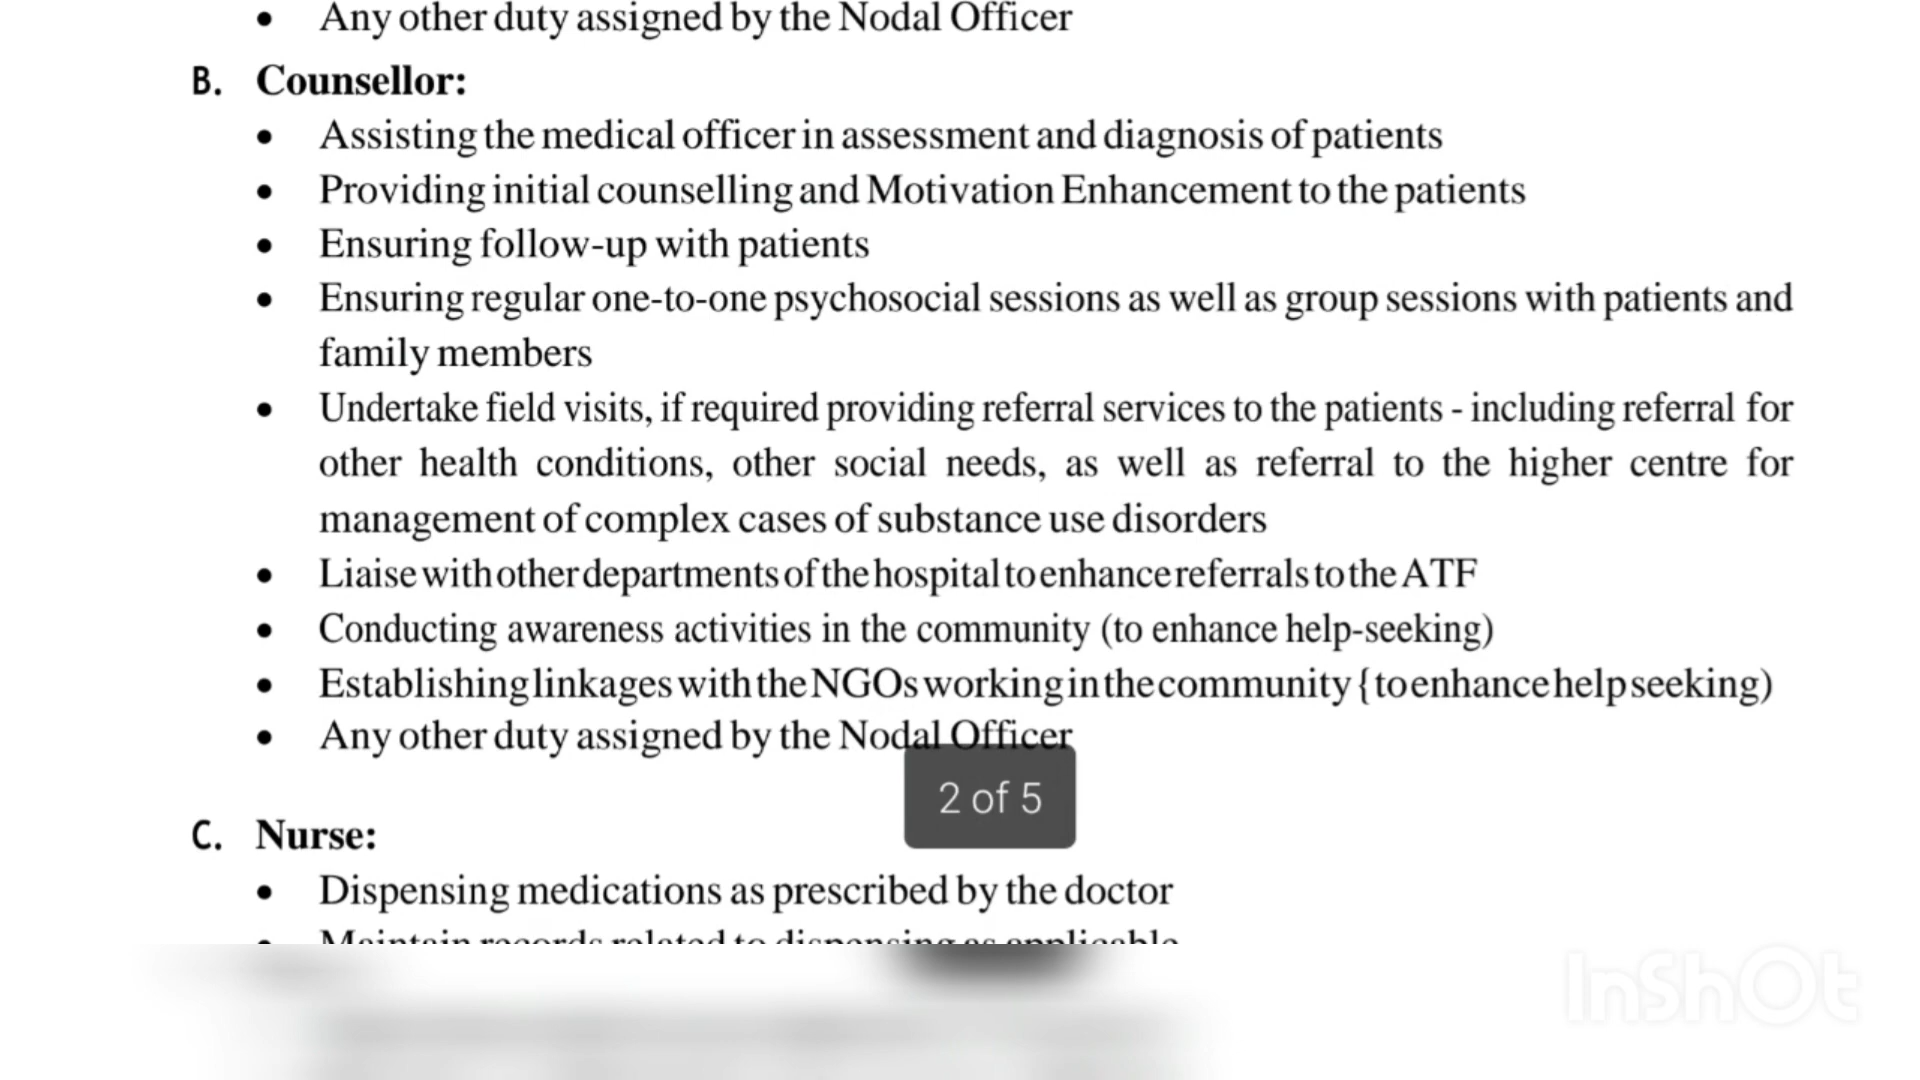 • Any other duty assigned by the Nodal Officer
B. Counsellor:
• Assisting the medical officer in assessment and diagnosis of patients
• Providing initial counselling and Motivation Enhancement to the patients
• Ensuring follow-up with patients
• Ensuring regular one-to-one psychosocial sessions as well as group sessions with patients and
family members
• Undertake field visits, if required providing referral services to the patients - including referral for
other health conditions, other social needs, as well as referral to the higher centre for
management of complex cases of substance use disorders
• Liaise with other departments of the hospital to enhance referrals to the ATF
• Conducting awareness activities in the community (to enhance help-seeking)
• Establishing linkages with the NGOs working in the community {to enhance help seeking)
• Any other duty assigned by the Nodal Officer
2 of 5
C. Nurse:
• Dispensing medications as prescribed by the doctor
• Maintain records related to dispensing as applicable
InShOt